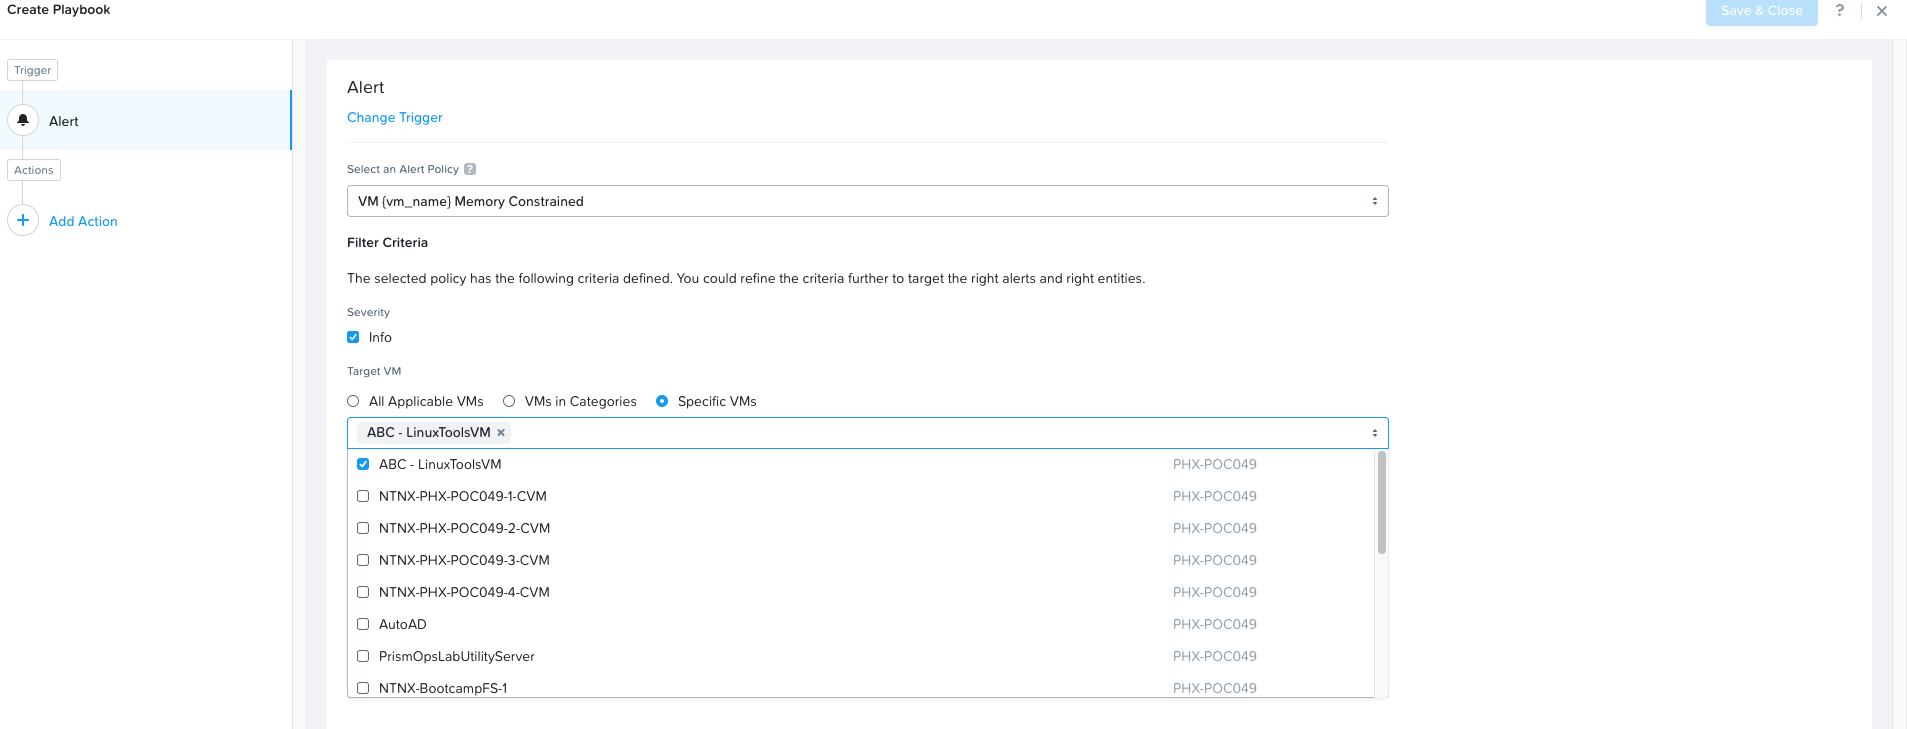 Create Playbook
Save & Close
?
Trigger
Alert
Actions
Add Action
Alert
Change Trigger
Select an Alert Policy ?
VM {vm_name} Memory Constrained
Filter Criteria
The selected policy has the following criteria defined. You could refine the criteria further to target the right alerts and right entities.
Severity
Info
Target VM
All Applicable VMs VMs in Categories Specific VMs
ABC - LinuxToolsVM
ABC - LinuxToolsVM PHX-POC049
NTNX-PHX-POC049-1-CVM PHX-POC049
NTNX-PHX-POC049-2-CVM PHX-POC049
NTNX-PHX-POC049-3-CVM PHX-POC049
NTNX-PHX-POC049-4-CVM PHX-POC049
AutoAD PHX-POC049
PrismOpsLabUtilityServer PHX-POC049
NTNX-BootcampFS-1 PHX-POC049